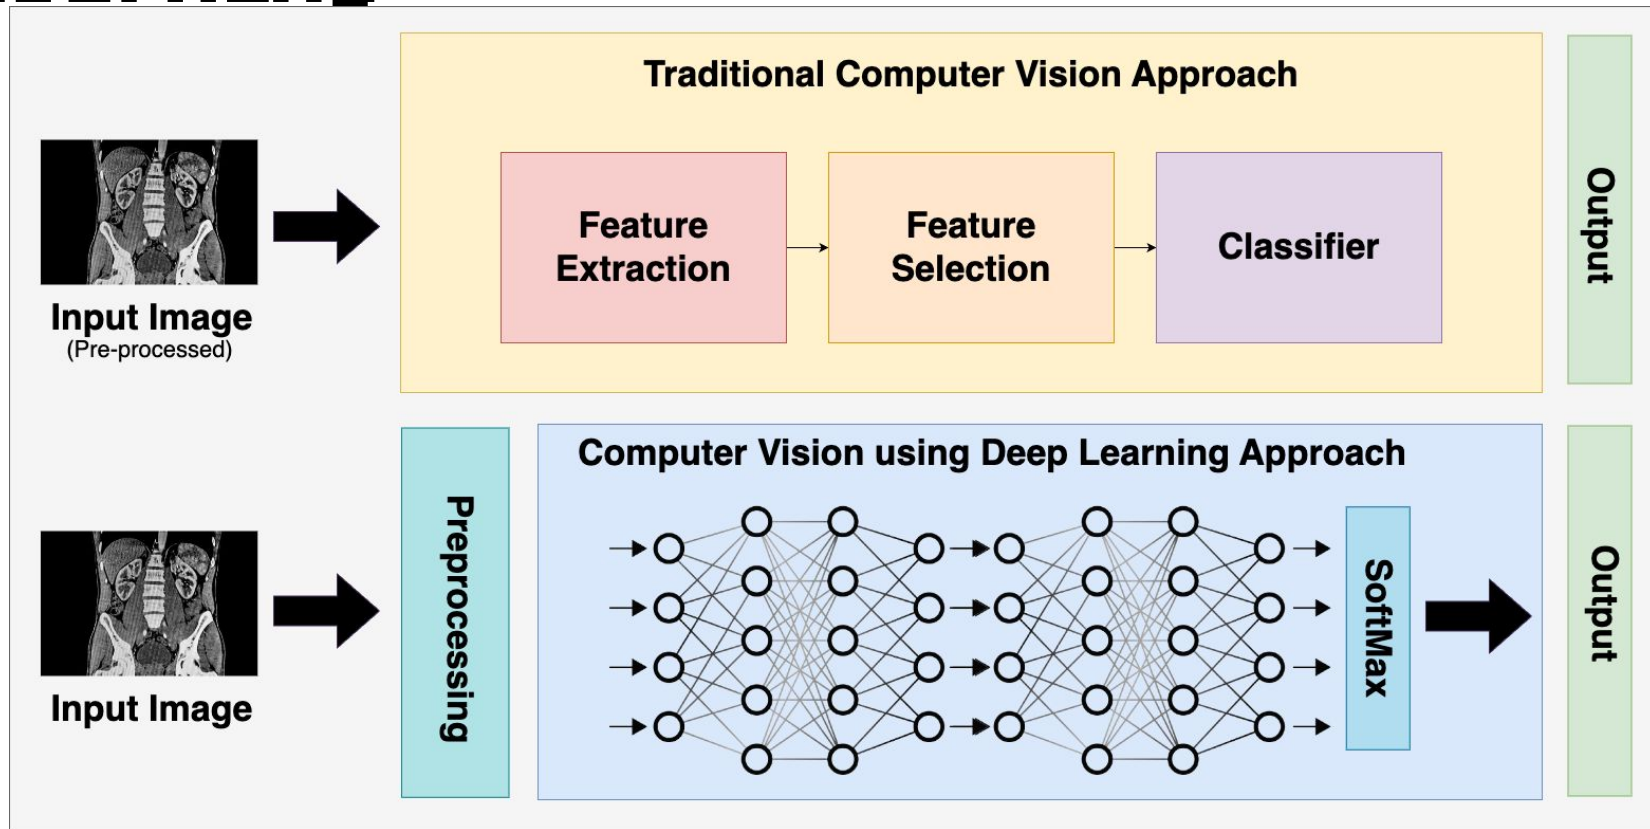 Traditional Computer Vision Approach
Feature
Extraction
Feature
Selection
Classifier
Output
Input Image
(Pre-processed)
Computer Vision using Deep Learning Approach
Preprocessing
SoftMax
Output
Input Image